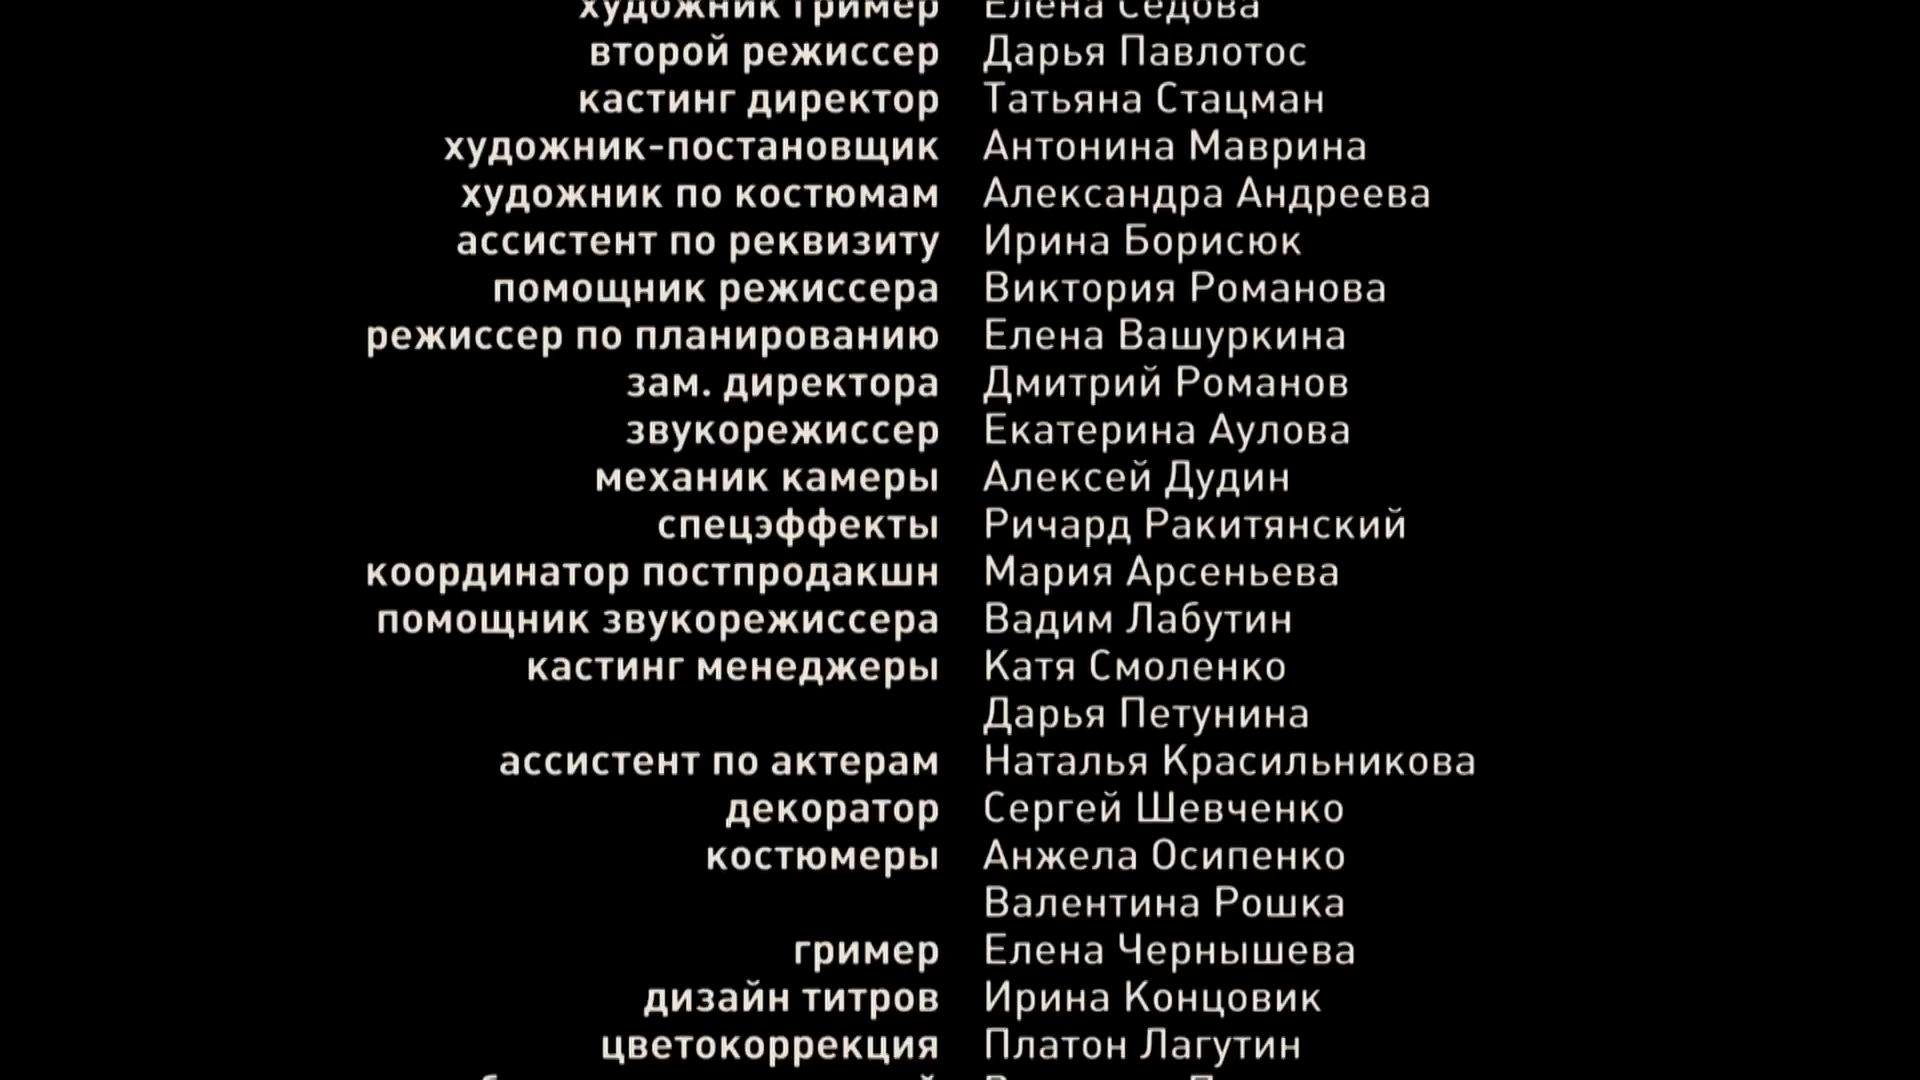 художник гример Елена Седова
второй режиссер Дарья Павлотос
кастинг директор Татьяна Стацман
художник-постановщик Антонина Маврина
художник по костюмам Александра Андреева
ассистент по реквизиту Ирина Борисюк
помощник режиссера Виктория Романова
режиссер по планированию Елена Вашуркина
зам. директора Дмитрий Романов
звукорежиссер Екатерина Аулова
механик камеры Алексей Дудин
спецэффекты Ричард Ракитянский
координатор постпродакшн Мария Арсеньева
помощник звукорежиссера Вадим Лабутин
кастинг менеджеры Катя Смоленко
Дарья Петунина
ассистент по актерам Наталья Красильникова
декоратор Сергей Шевченко
костюмеры Анжела Осипенко
Валентина Рошка
гример Елена Чернышева
дизайн титров Ирина Концовик
цветокоррекция Платон Лагутин